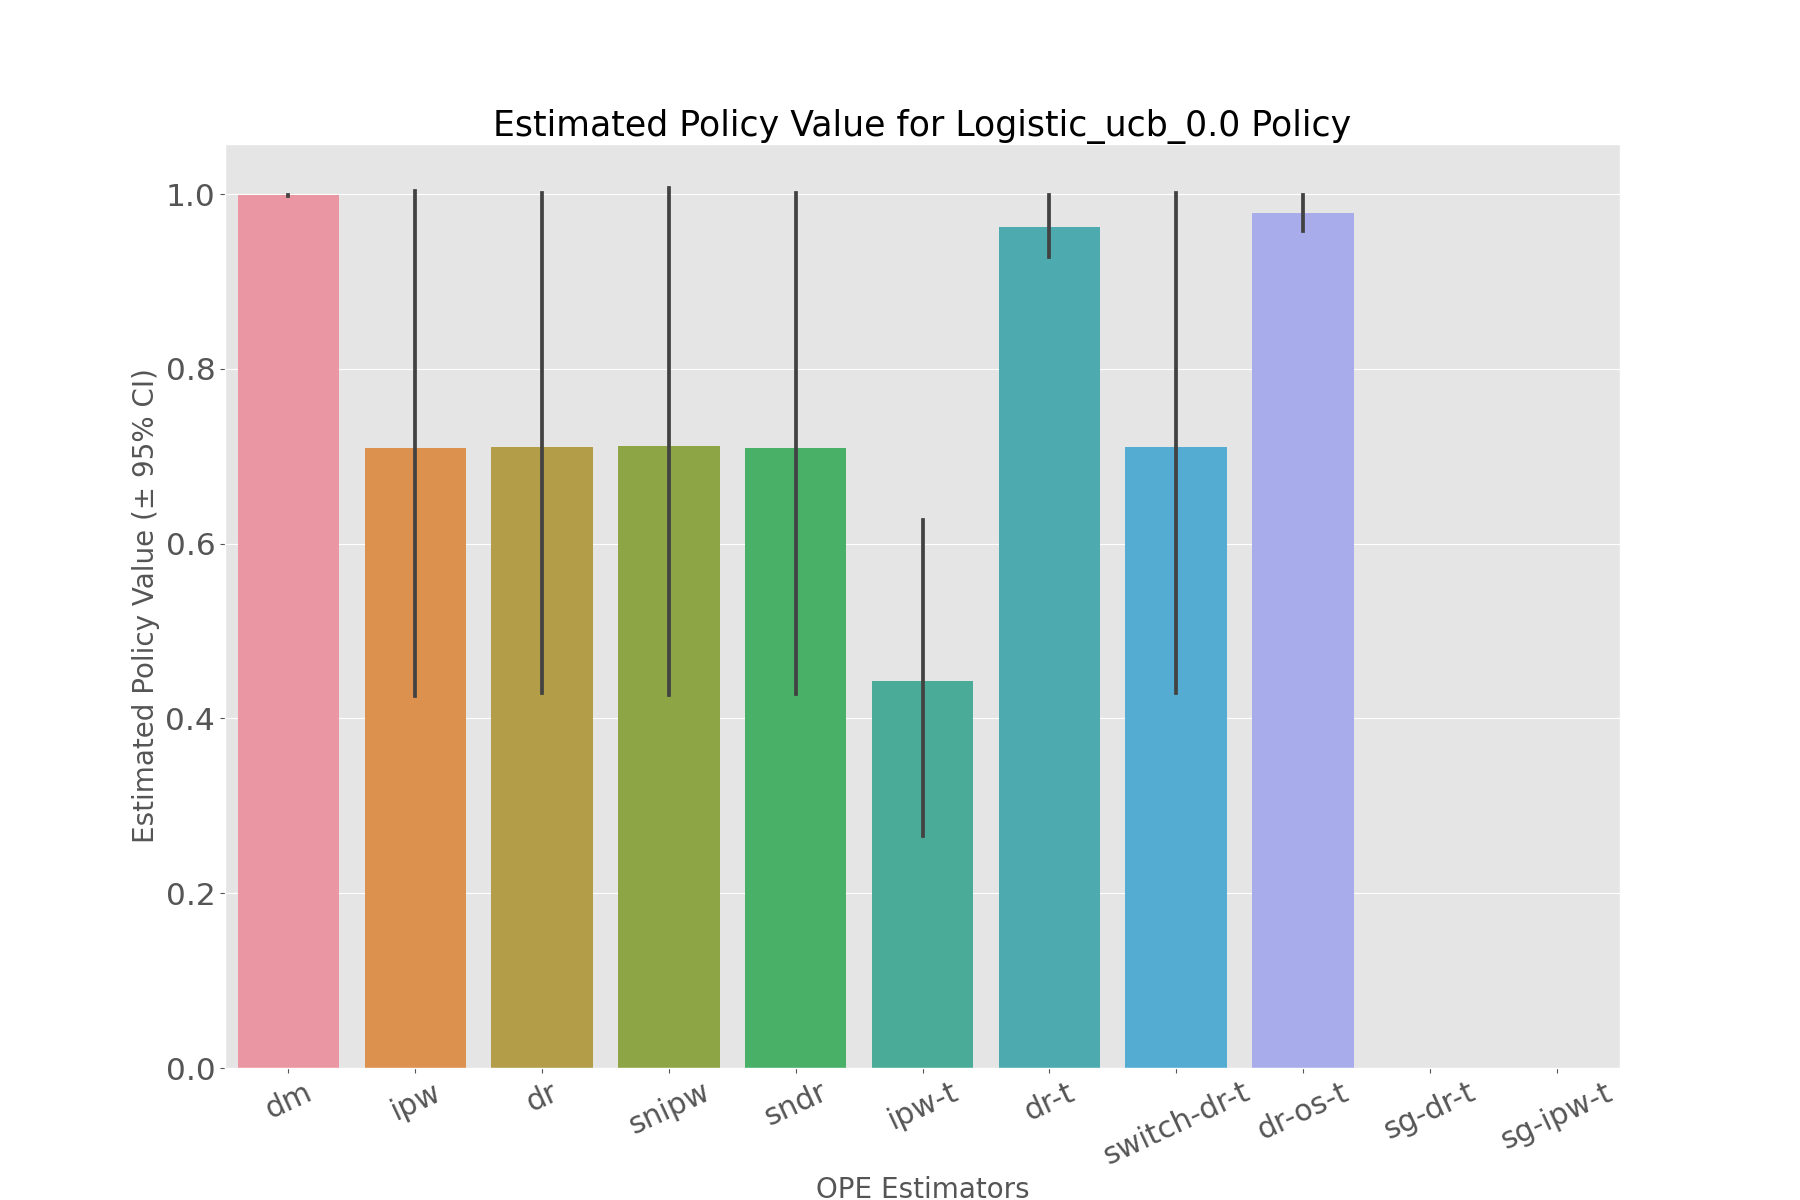 Estimated Policy Value for Logistic_ucb_0.0 Policy
Estimated Policy Value (± 95% CI)
1.0
0.8
0.6
0.4
0.2
0.0
dm
ipw
dr
snipw
sndr
ipw-t
dr-t
switch-dr-t
dr-os-t
sg-dr-t
sg-ipw-t
OPE Estimators